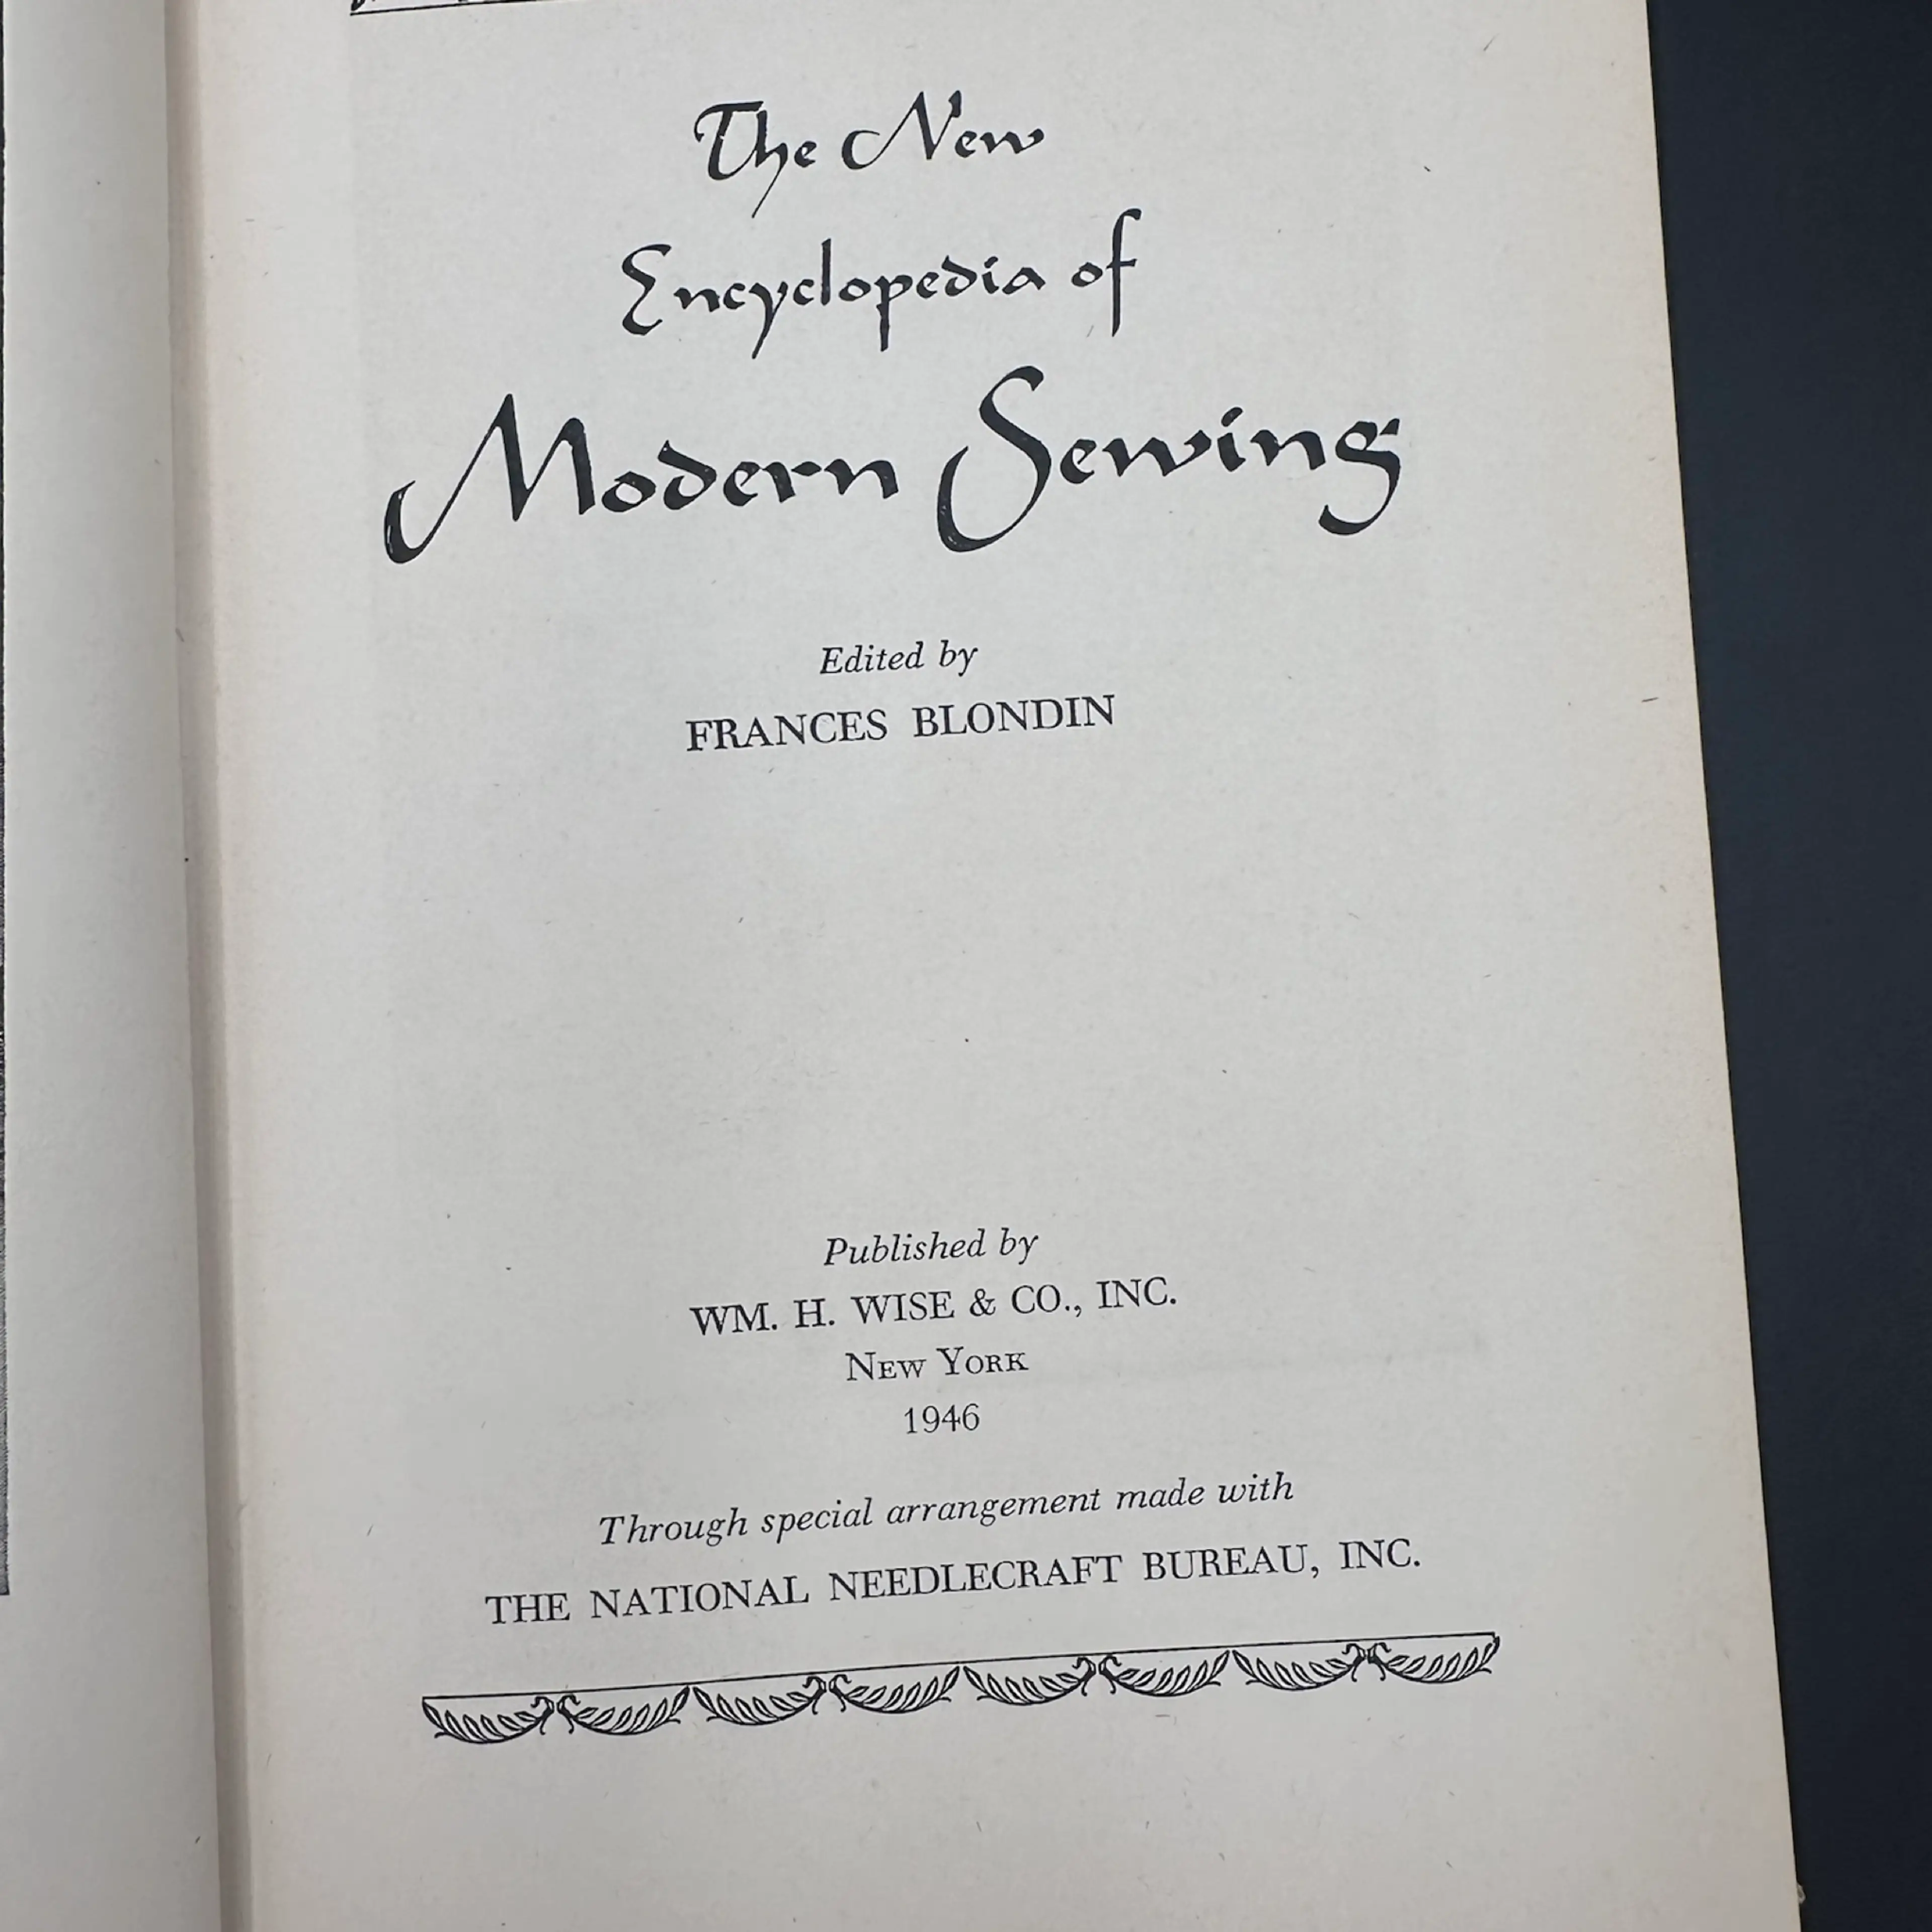 The New
Encyclopedia of
Modern Sewing
Edited by
FRANCES BLONDIN
Published by
WM. H. WISE & CO., INC.
NEW YORK
1946
Through special arrangement made with
THE NATIONAL NEEDLECRAFT BUREAU, INC.